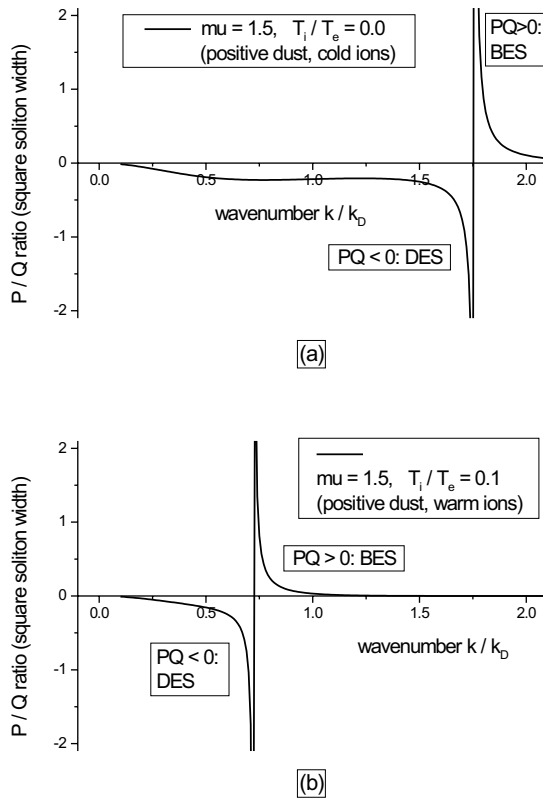 2
1
0
-1
-2
P / Q ratio (square soliton width)
mu = 1.5, T_i / T_e = 0.0
(positive dust, cold ions)
PQ>0:
BES
0.0 0.5 1.0 1.5 2.0
wavenumber k / k_D
PQ < 0: DES
(a)
2
1
0
-1
-2
P / Q ratio (square soliton width)
mu = 1.5, T_i / T_e = 0.1
(positive dust, warm ions)
PQ > 0: BES
0.0 0.5 1.0 1.5 2.0
wavenumber k / k_D
PQ < 0:
DES
(b)